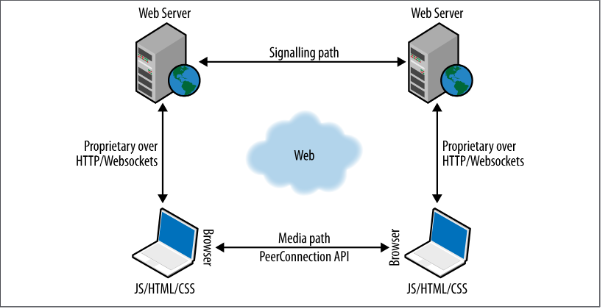 Web Server
Web Server
Signalling path
Proprietary over
HTTP/Websockets
Web
Proprietary over
HTTP/Websockets
Browser
Media path
PeerConnection API
Browser
JS/HTML/CSS
JS/HTML/CSS